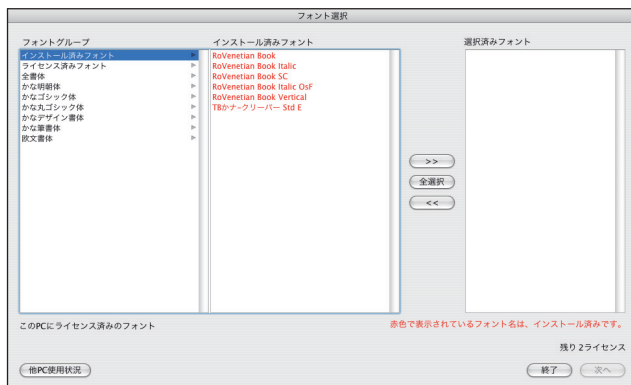 フォント選択
フォントグループ
インストール済みフォント
ライセンス済みフォント
全書体
かな明朝体
かなゴシック体
かな丸ゴシック体
かなデザイン書体
かな筆書体
欧文書体
インストール済みフォント
RoVenetian Book
RoVenetian Book Italic
RoVenetian Book SC
RoVenetian Book Italic OsF
RoVenetian Book Vertical
TBカナ-クリーパー Std E
選択済みフォント
>>
全選択
<<
このPCにライセンス済みのフォント
赤色で表示されているフォント名は、インストール済みです。
残り 2ライセンス
他PC使用状況
終了
次へ